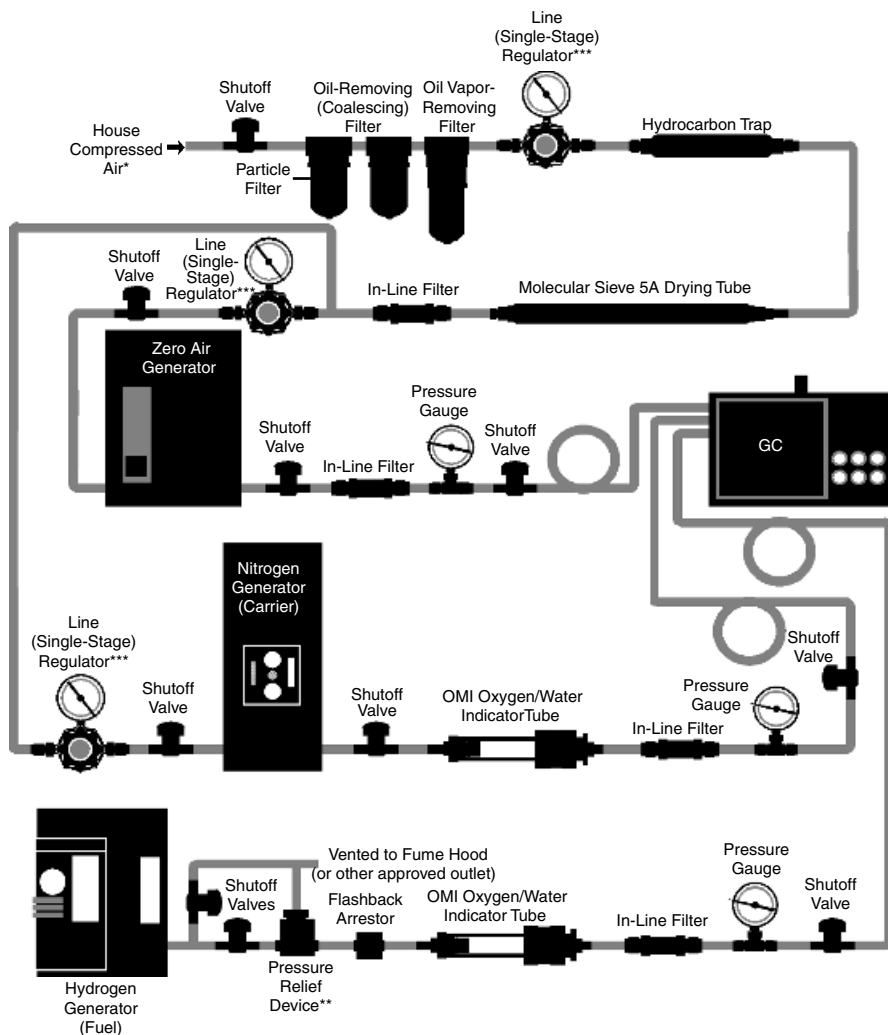 Line
(Single-Stage)
Regulator***
Shutoff
Valve
Oil-Removing
(Coalescing)
Filter
Oil Vapor-
Removing
Filter
House
Compressed
Air*
Particle
Filter
Hydrocarbon Trap
Shutoff
Valve
Line
(Single-
Stage)
Regulator***
In-Line Filter
Molecular Sieve 5A Drying Tube
Zero Air
Generator
Shutoff
Valve
In-Line Filter
Pressure
Gauge
Shutoff
Valve
GC
Nitrogen
Generator
(Carrier)
Line
(Single-Stage)
Regulator***
Shutoff
Valve
Shutoff
Valve
OMI Oxygen/Water
IndicatorTube
In-Line Filter
Pressure
Gauge
Shutoff
Valve
Vented to Fume Hood
(or other approved outlet)
Shutoff
Valves
Flashback
Arrestor
OMI Oxygen/Water
Indicator Tube
In-Line Filter
Pressure
Gauge
Shutoff
Valve
Pressure
Relief
Device**
Hydrogen
Generator
(Fuel)